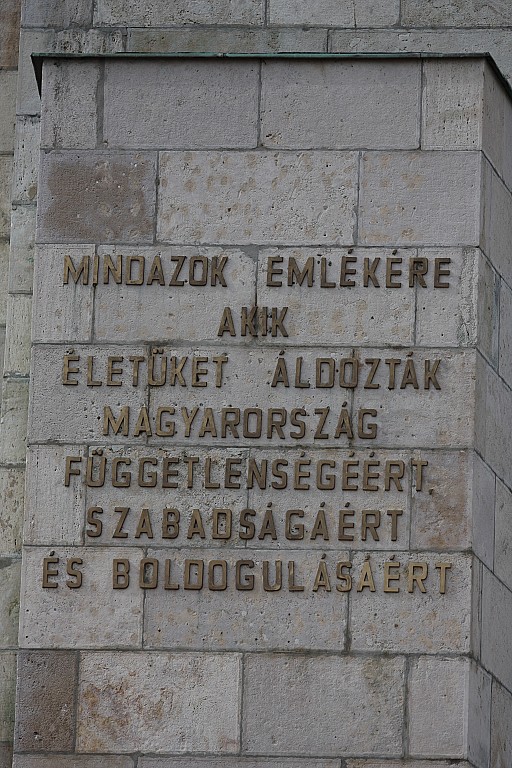 MINDAZOK EMLÉKÉRE
AKIK
ÉLETÜKET ÁLDOZTÁK
MAGYARORSZÁG
FÜGGETLENSÉGÉÉRT
SZABADSÁGÁÉRT
ÉS BOLDOGULÁSÁÉRT